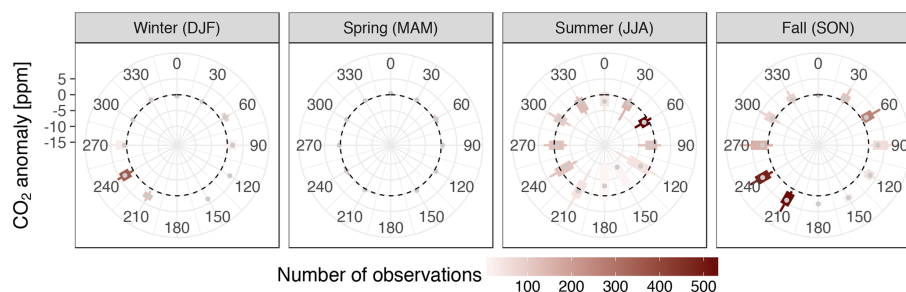 Winter (DJF) Spring (MAM) Summer (JJA) Fall (SON)
CO2 anomaly [ppm]
5
0
-5
-10
-15
0 30 60 90 120 150 180 210 240 270 300 330
0 30 60 90 120 150 180 210 240 270 300 330
0 30 60 90 120 150 180 210 240 270 300 330
0 30 60 90 120 150 180 210 240 270 300 330
Number of observations
100 200 300 400 500